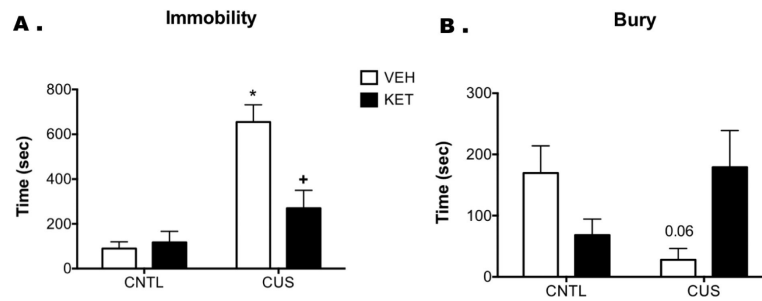 A .
Immobility
Time (sec)
800
600
400
200
0
*
+
CNTL
CUS
VEH
KET
B .
Bury
Time (sec)
300
200
100
0
0.06
CNTL
CUS